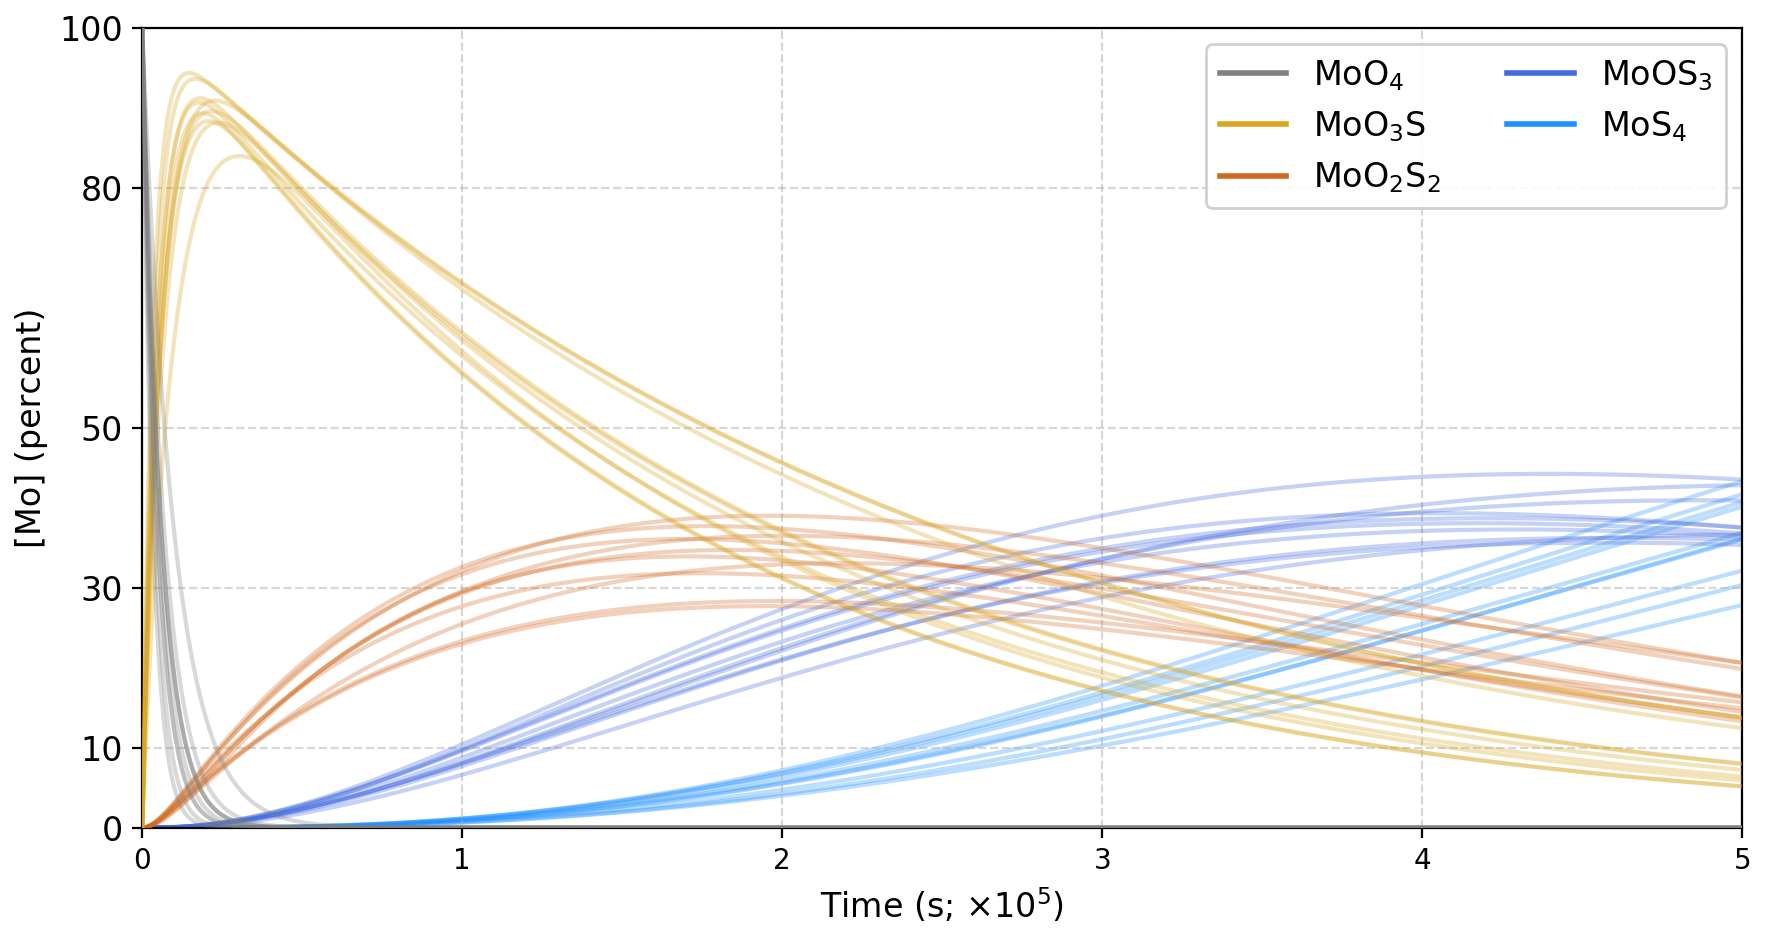 100
80
50
30
10
0
[Mo] (percent)
MoO₄
MoO₃S
MoO₂S₂
MoOS₃
MoS₄
0 1 2 3 4 5
Time (s; ×10⁵)